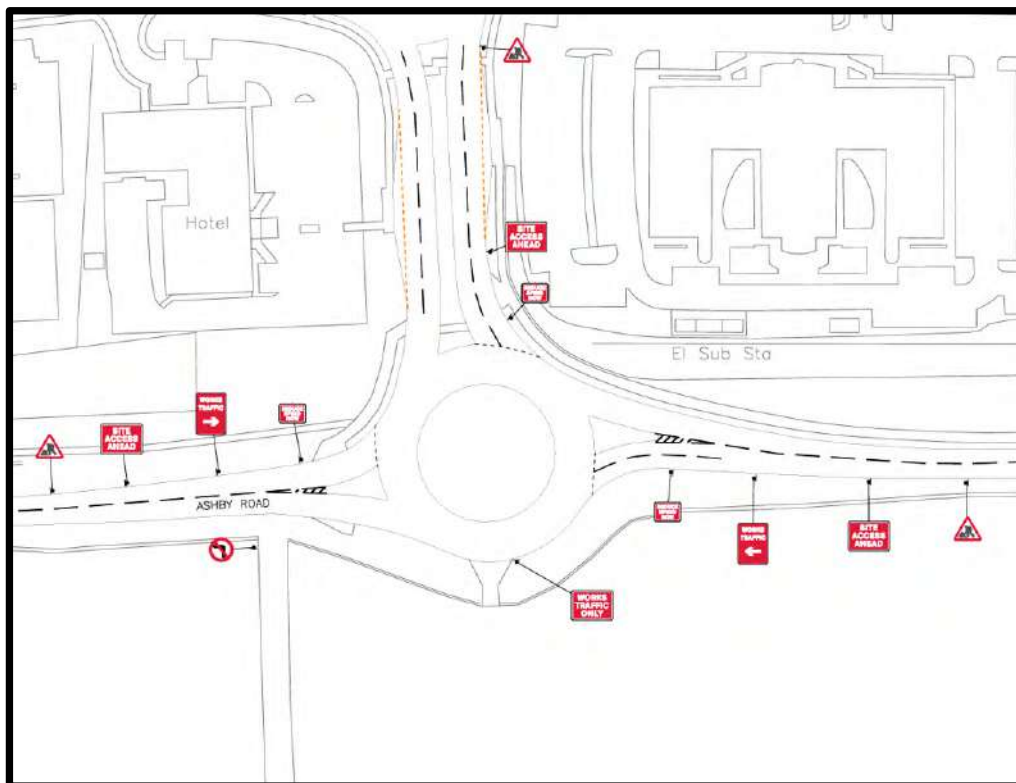 SITE
ACCESS
AHEAD
Hotel
El Sub Sta
WORKS
TRAFFIC
SITE
ACCESS
AHEAD
ASHBY ROAD
WORKS
TRAFFIC
SITE
ACCESS
AHEAD
WORKS
TRAFFIC
ONLY